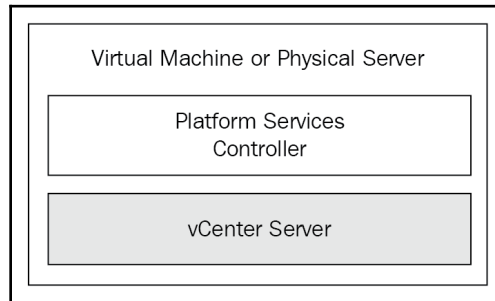 Virtual Machine or Physical Server
Platform Services
Controller
vCenter Server